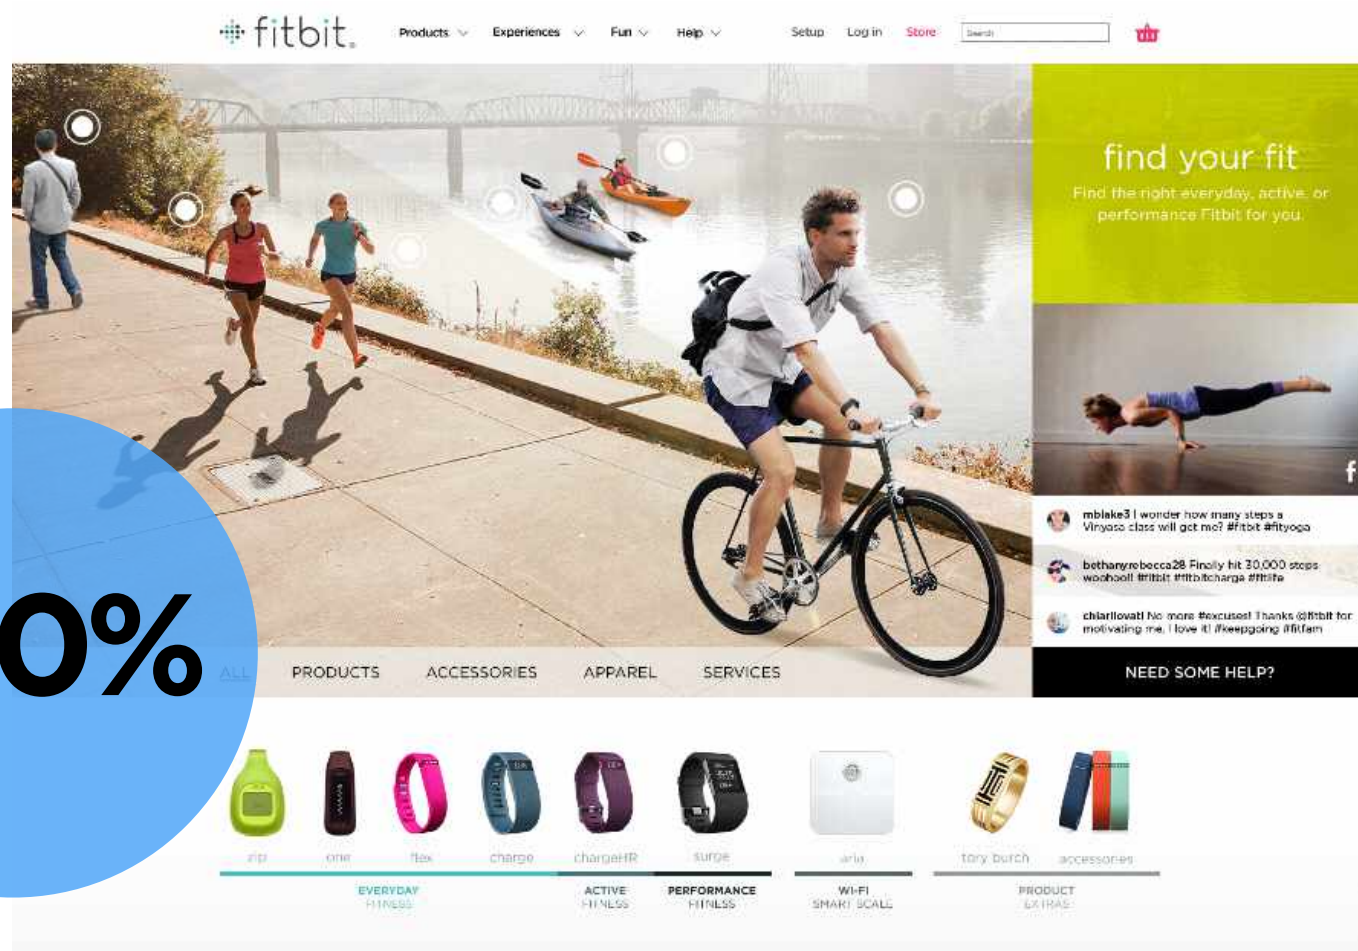 fitbit.
Products Experiences Fun Help Setup Log in Store Search
find your fit
Find the right everyday, active, or
performance Fitbit for you.
mblake3 I wonder how many steps a
Vinyasa class will get me? #fitbit #fityoga
bethanyrebecca28 Finally hit 30,000 steps
woohoo!! #fitbit #fitbitcharge #fitlife
chiarilovatl No more #excuses! Thanks @fitbit for
motivating me, I love it! #keepgoing #fitfam
0%
ALL PRODUCTS ACCESSORIES APPAREL SERVICES
NEED SOME HELP?
zip one flex charge chargeHR surge aria tory burch accessories
EVERYDAY ACTIVE PERFORMANCE WI-FI PRODUCT
FITNESS FITNESS FITNESS SMART SCALE EXTRAS